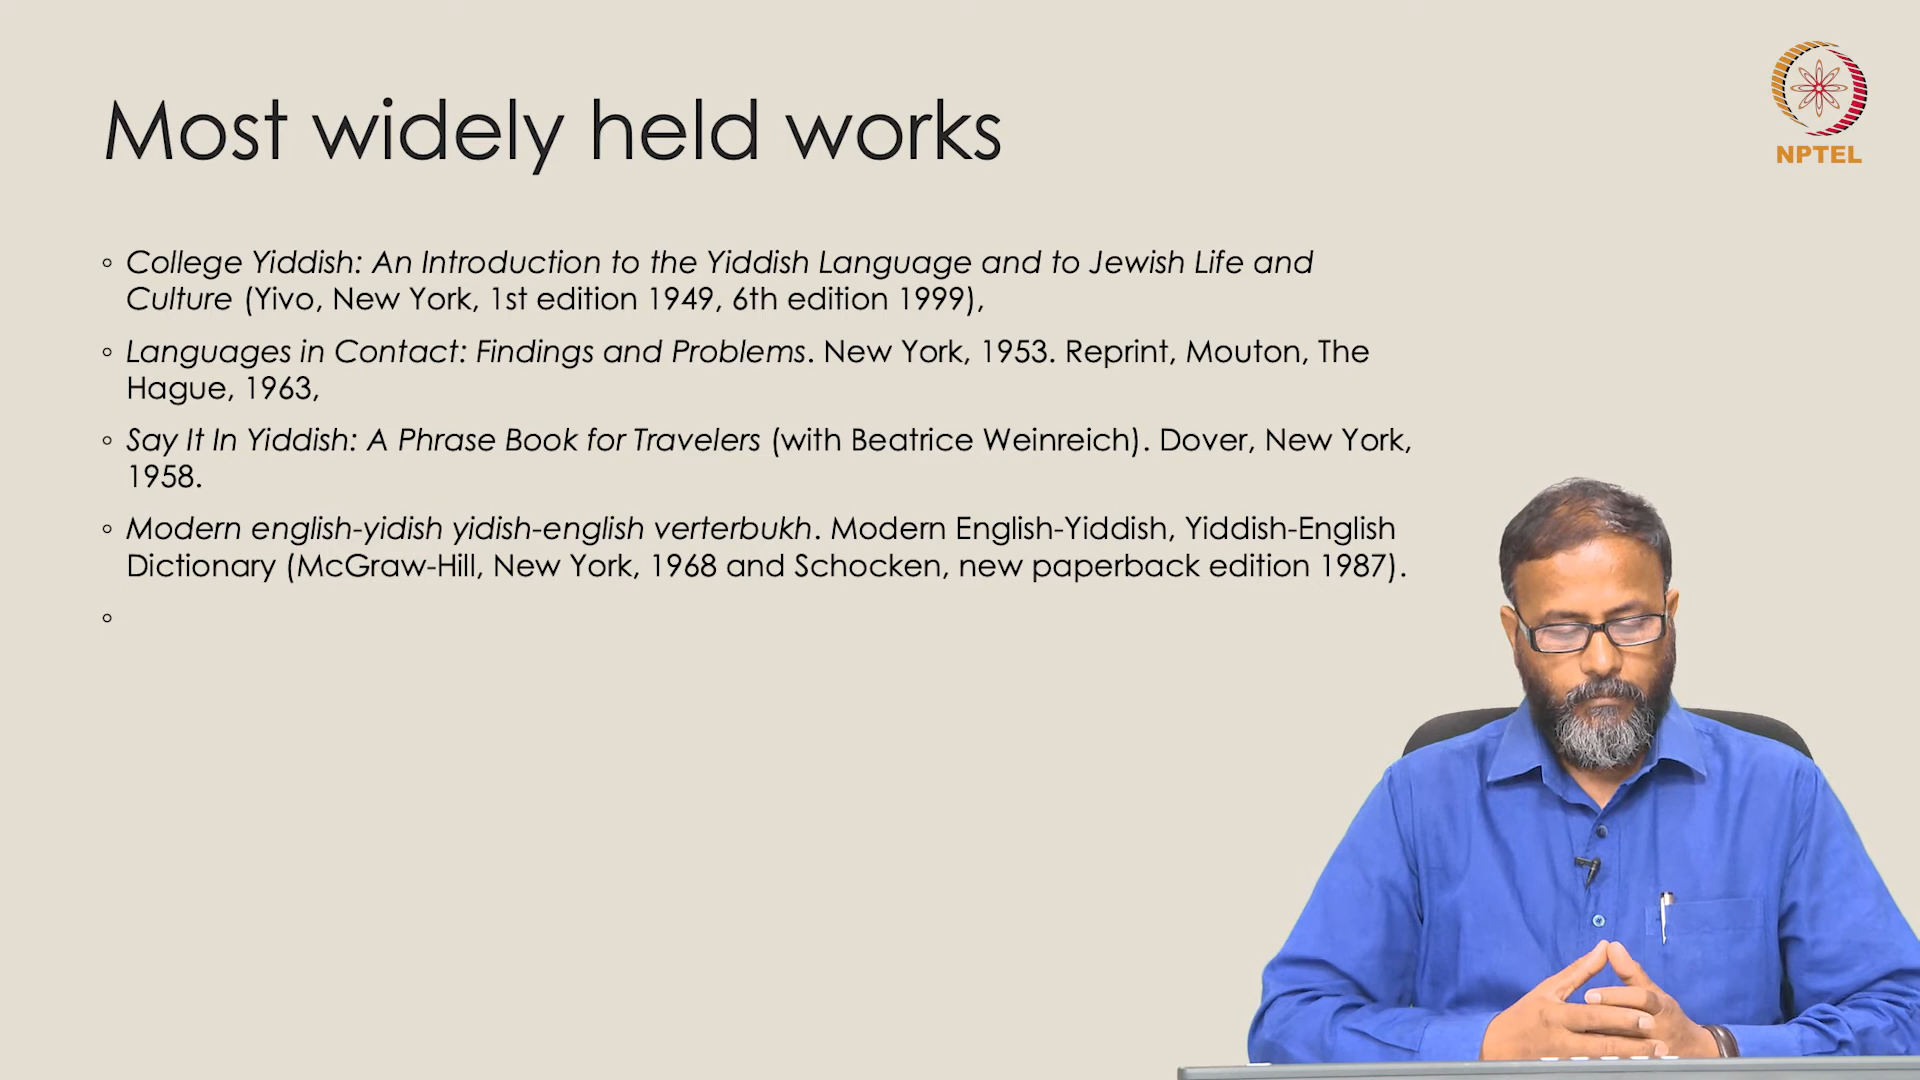 Most widely held works
NPTEL
College Yiddish: An Introduction to the Yiddish Language and to Jewish Life and
Culture (Yivo, New York, 1st edition 1949, 6th edition 1999),
Languages in Contact: Findings and Problems. New York, 1953. Reprint, Mouton, The
Hague, 1963,
Say It In Yiddish: A Phrase Book for Travelers (with Beatrice Weinreich). Dover, New York,
1958.
Modern english-yidish yidish-english verterbukh. Modern English-Yiddish, Yiddish-English
Dictionary (McGraw-Hill, New York, 1968 and Schocken, new paperback edition 1987).